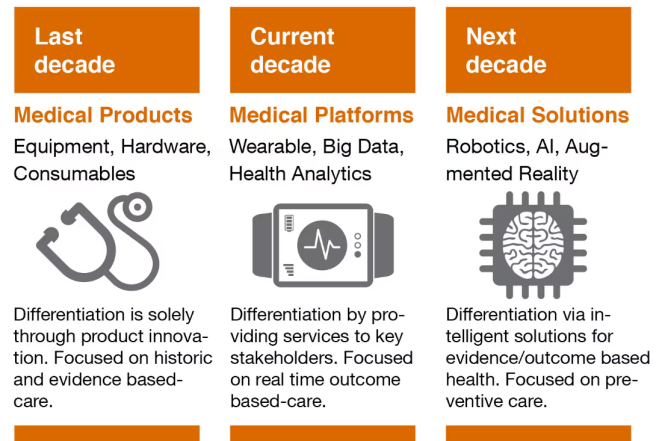 Last
decade
Medical Products
Equipment, Hardware,
Consumables
Differentiation is solely
through product innova-
tion. Focused on historic
and evidence based-
care.
Current
decade
Medical Platforms
Wearable, Big Data,
Health Analytics
Differentiation by pro-
viding services to key
stakeholders. Focused
on real time outcome
based-care.
Next
decade
Medical Solutions
Robotics, AI, Aug-
mented Reality
Differentiation via in-
telligent solutions for
evidence/outcome based
health. Focused on pre-
ventive care.